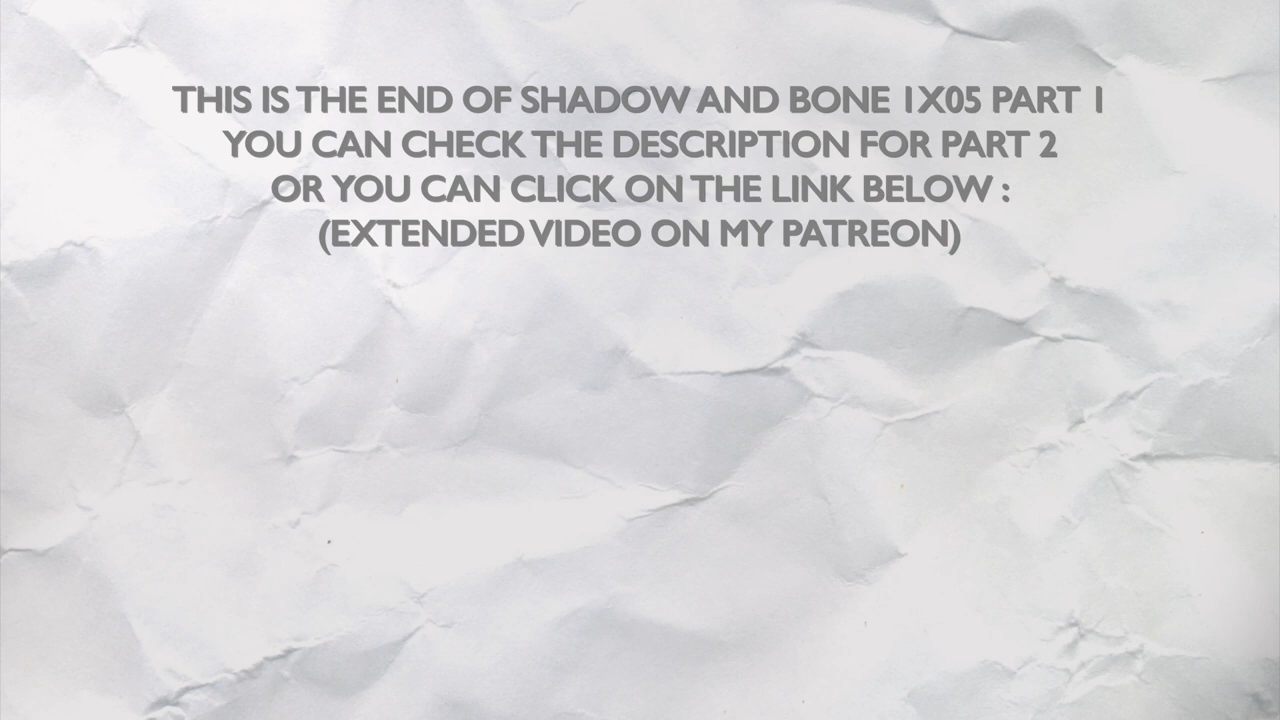 THIS IS THE END OF SHADOW AND BONE 1X05 PART 1
YOU CAN CHECK THE DESCRIPTION FOR PART 2
OR YOU CAN CLICK ON THE LINK BELOW :
(EXTENDED VIDEO ON MY PATREON)